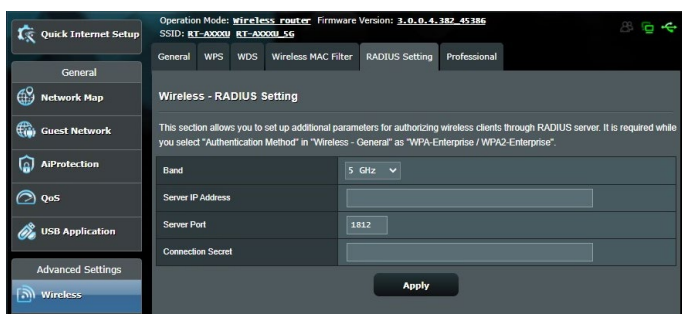 Quick Internet Setup
General
Network Map
Guest Network
AiProtection
QoS
USB Application
Advanced Settings
Wireless
Operation Mode: Wireless router Firmware Version: 3.0.0.4.382_45386
SSID: RT-AXXXU RT-AXXXU_5G
General WPS WDS Wireless MAC Filter RADIUS Setting Professional
Wireless - RADIUS Setting
This section allows you to set up additional parameters for authorizing wireless clients through RADIUS server. It is required while
you select "Authentication Method" in "Wireless - General" as "WPA-Enterprise / WPA2-Enterprise".
Band 5 GHz
Server IP Address
Server Port 1812
Connection Secret
Apply